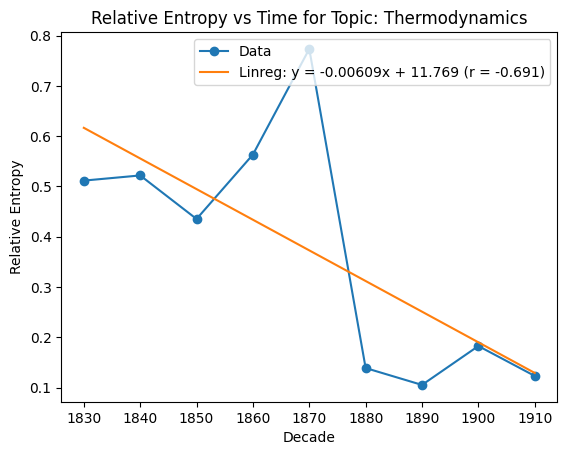 Relative Entropy vs Time for Topic: Thermodynamics
Data
Linreg: y = -0.00609x + 11.769 (r = -0.691)
Relative Entropy
0.8
0.7
0.6
0.5
0.4
0.3
0.2
0.1
1830 1840 1850 1860 1870 1880 1890 1900 1910
Decade